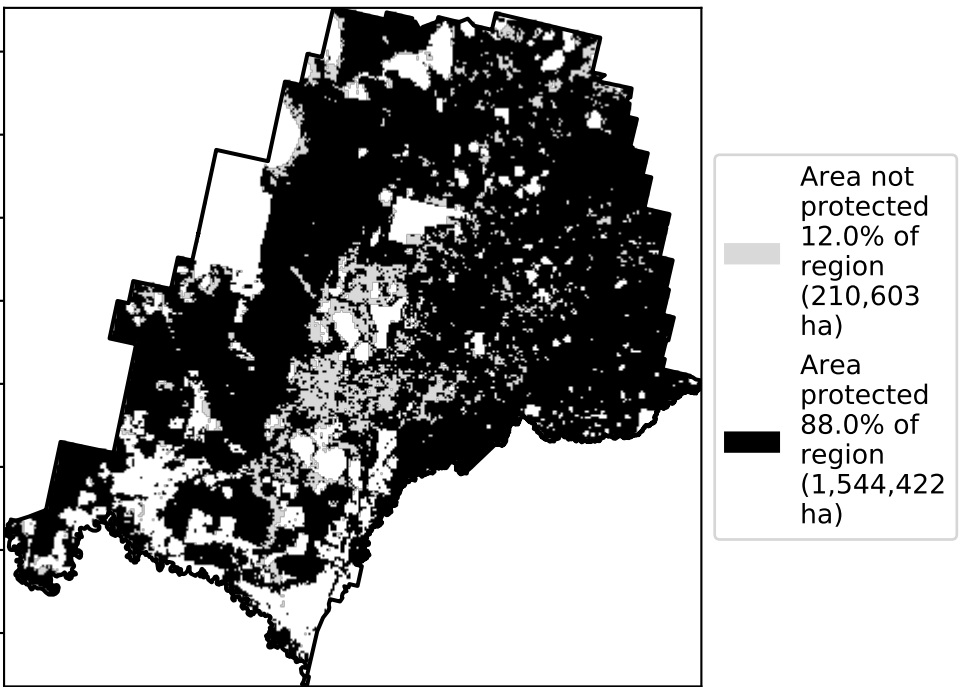 Area not
protected
12.0% of
region
(210,603
ha)
Area
protected
88.0% of
region
(1,544,422
ha)